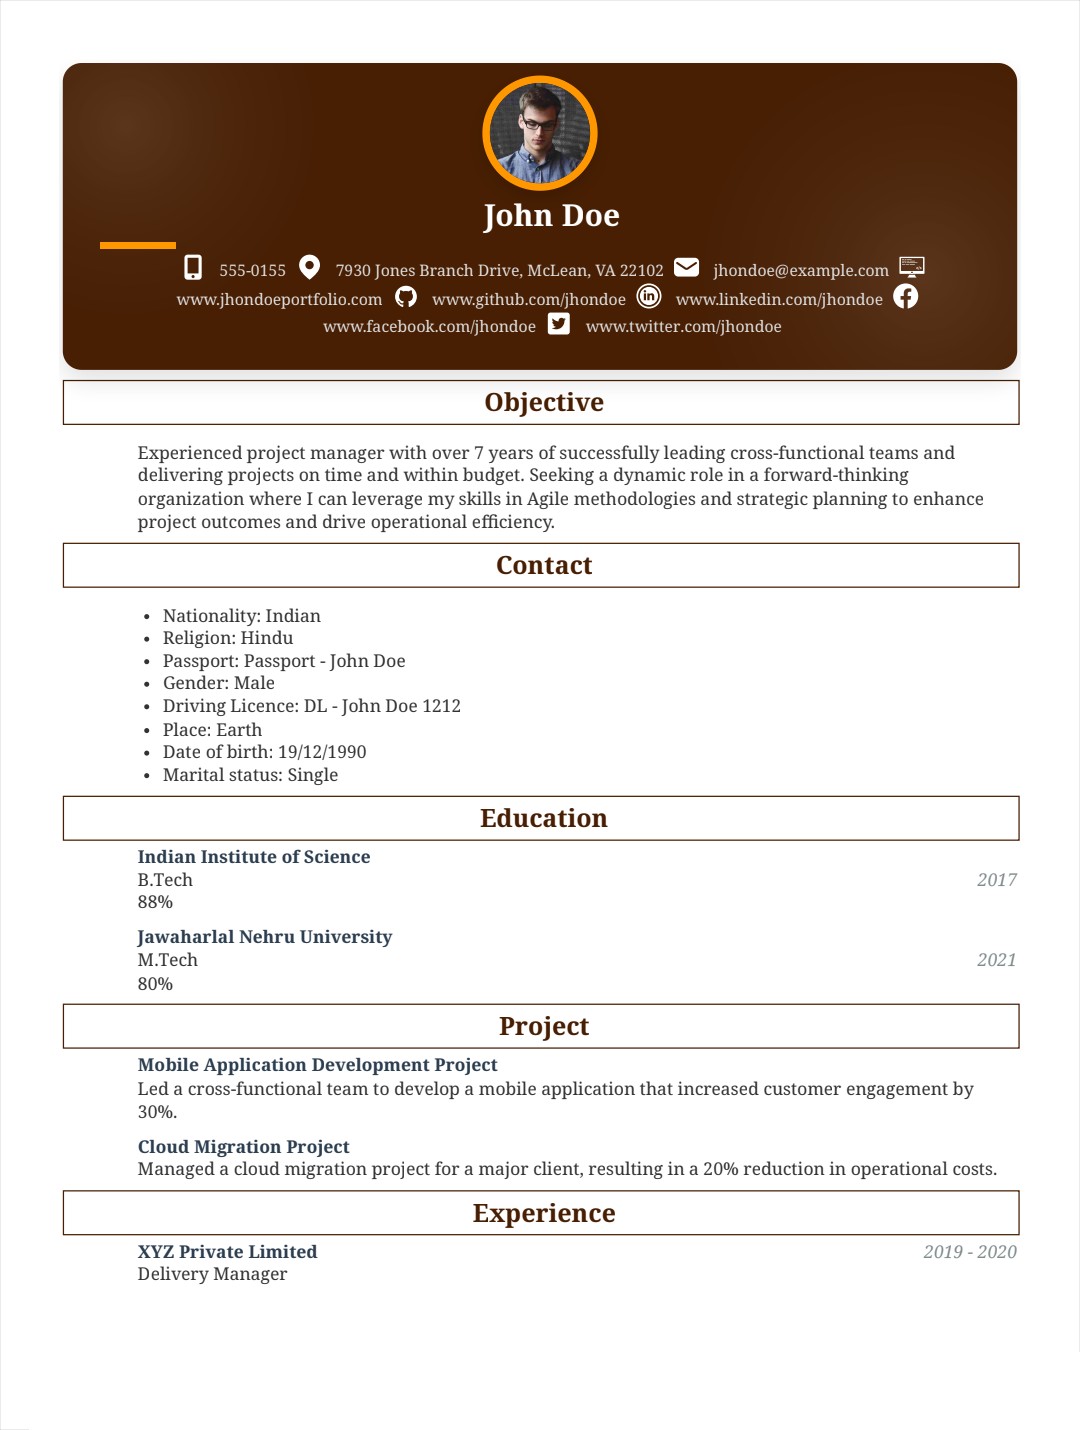 John Doe
555-0155 7930 Jones Branch Drive, McLean, VA 22102 jhondoe@example.com
www.jhondoeportfolio.com www.github.com/jhondoe www.linkedin.com/jhondoe
www.facebook.com/jhondoe www.twitter.com/jhondoe
Objective
Experienced project manager with over 7 years of successfully leading cross-functional teams and
delivering projects on time and within budget. Seeking a dynamic role in a forward-thinking
organization where I can leverage my skills in Agile methodologies and strategic planning to enhance
project outcomes and drive operational efficiency.
Contact
• Nationality: Indian
• Religion: Hindu
• Passport: Passport - John Doe
• Gender: Male
• Driving Licence: DL - John Doe 1212
• Place: Earth
• Date of birth: 19/12/1990
• Marital status: Single
Education
Indian Institute of Science
B.Tech 2017
88%
Jawaharlal Nehru University
M.Tech 2021
80%
Project
Mobile Application Development Project
Led a cross-functional team to develop a mobile application that increased customer engagement by
30%.
Cloud Migration Project
Managed a cloud migration project for a major client, resulting in a 20% reduction in operational costs.
Experience
XYZ Private Limited 2019 - 2020
Delivery Manager